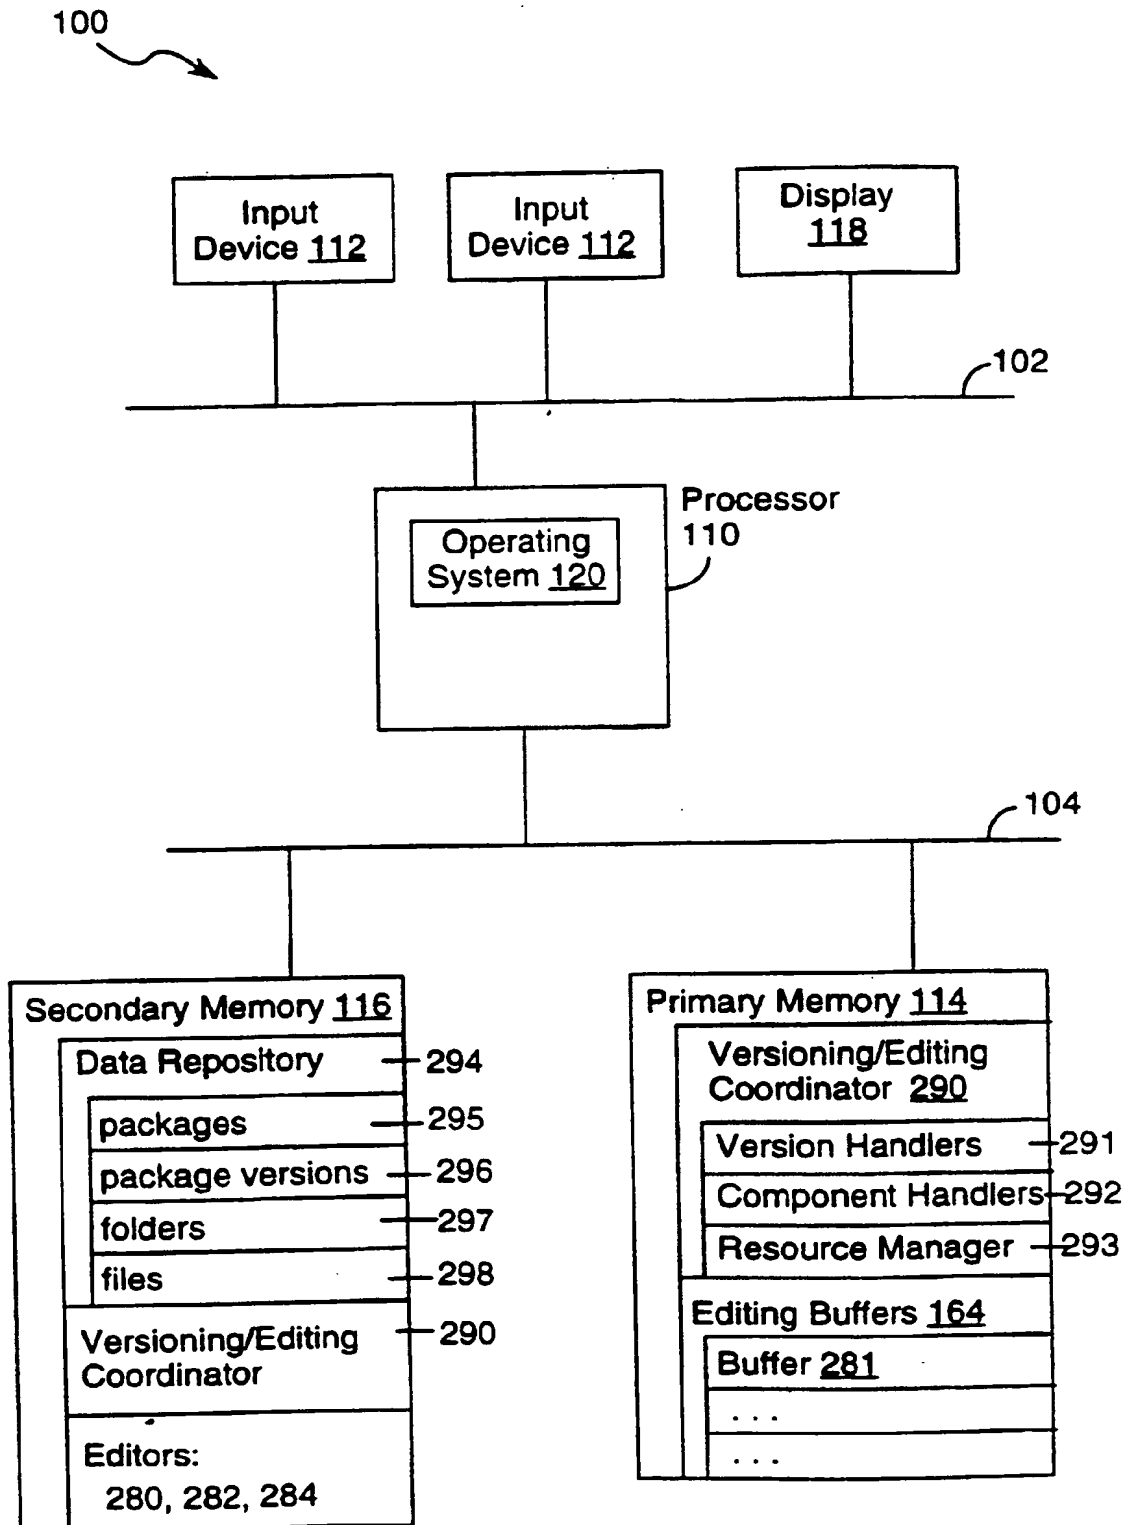 100
Input
Device 112
Input
Device 112
Display
118
102
Processor
110
Operating
System 120
104
Secondary Memory 116
Data Repository 294
packages 295
package versions 296
folders 297
files 298
Versioning/Editing 290
Coordinator
Editors:
280, 282, 284
Primary Memory 114
Versioning/Editing
Coordinator 290
Version Handlers 291
Component Handlers 292
Resource Manager 293
Editing Buffers 164
Buffer 281
. . .
. . .